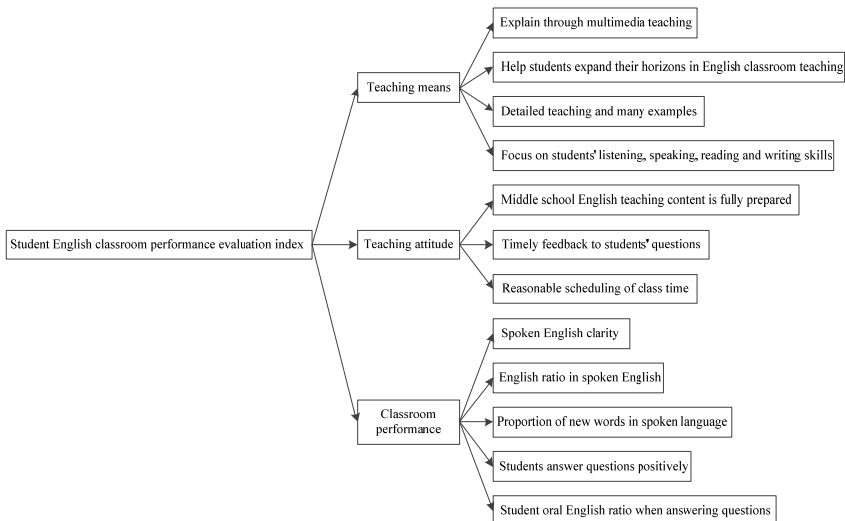 Student English classroom performance evaluation index
Teaching means
Explain through multimedia teaching
Help students expand their horizons in English classroom teaching
Detailed teaching and many examples
Focus on students' listening, speaking, reading and writing skills
Teaching attitude
Middle school English teaching content is fully prepared
Timely feedback to students' questions
Reasonable scheduling of class time
Classroom
performance
Spoken English clarity
English ratio in spoken English
Proportion of new words in spoken language
Students answer questions positively
Student oral English ratio when answering questions